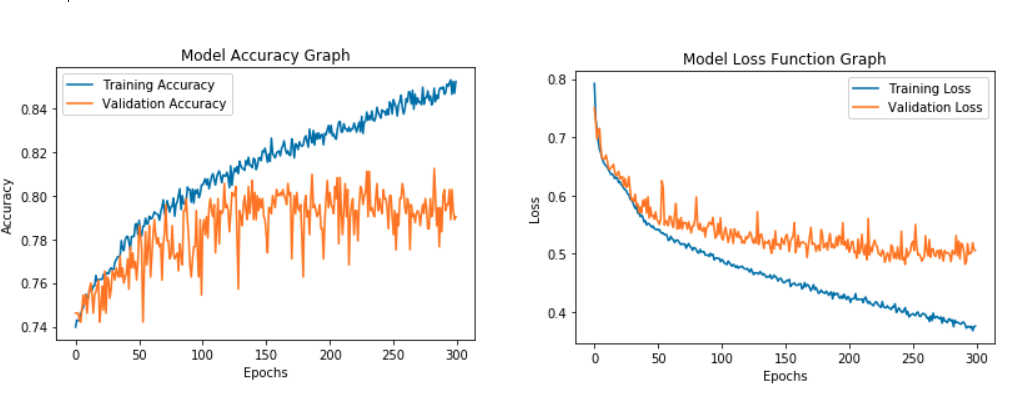 Model Accuracy Graph
Training Accuracy
Validation Accuracy
0.84
0.82
0.80
0.78
0.76
0.74
Accuracy
0 50 100 150 200 250 300
Epochs
Model Loss Function Graph
Training Loss
Validation Loss
0.8
0.7
0.6
0.5
0.4
Loss
0 50 100 150 200 250 300
Epochs